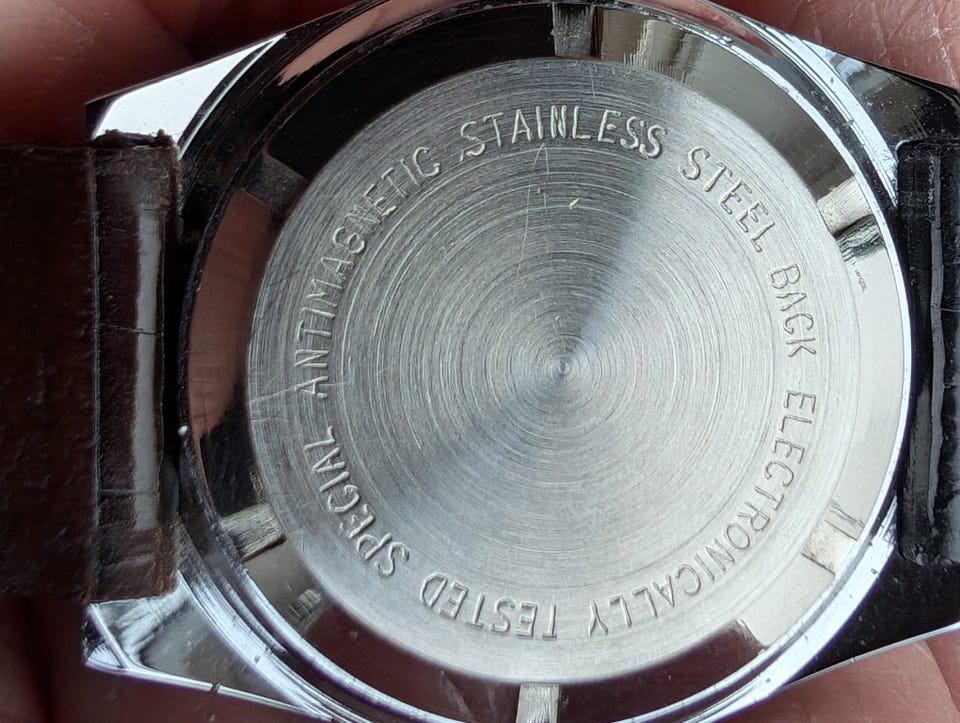 SPECIAL ANTIMAGNETIC STAINLESS STEEL BACK ELECTRONICALLY TESTED